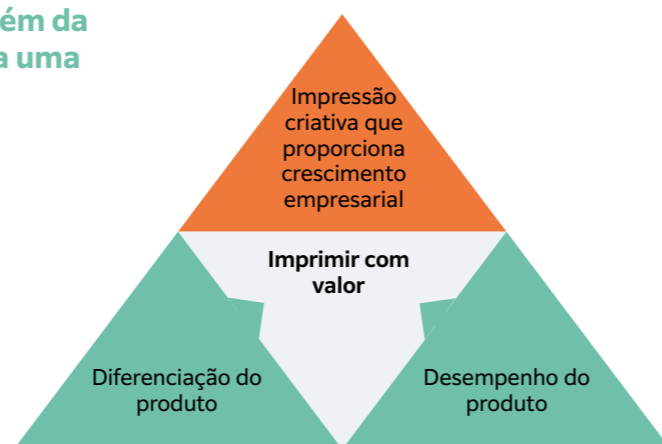 ém da
a uma
Impressão
criativa que
proporciona
crescimento
empresarial
Imprimir com
valor
Diferenciação do
produto
Desempenho do
produto